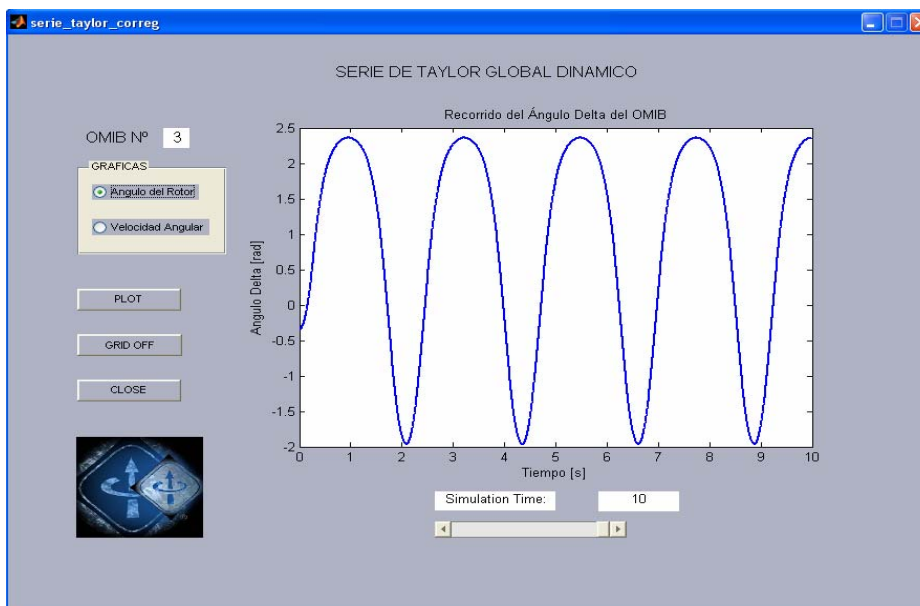 serie_taylor_correg
SERIE DE TAYLOR GLOBAL DINAMICO
OMIB Nº 3
GRAFICAS
Angulo del Rotor
Velocidad Angular
PLOT
GRID OFF
CLOSE
Recorrido del Ángulo Delta del OMIB
Angulo Delta [rad]
2.5
2
1.5
1
0.5
0
-0.5
-1
-1.5
-2
0 1 2 3 4 5 6 7 8 9 10
Tiempo [s]
Simulation Time: 10